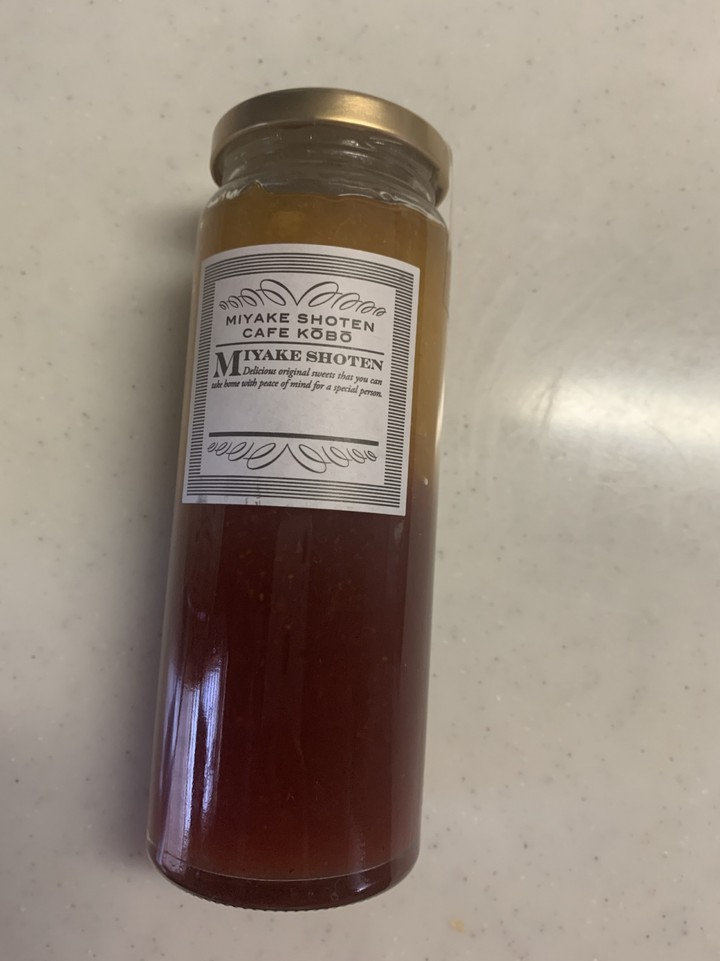 MIYAKE SHOTEN
CAFE KŌBŌ
MIYAKE SHOTEN
Delicious original sweets that you can
take home with peace of mind for a special person.